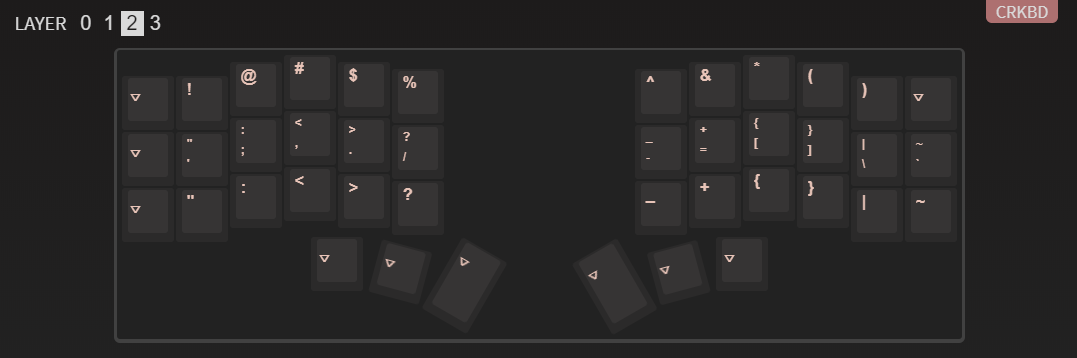 LAYER 0 1 2 3
CRKBD
▽ ! @ # $ % ^ & * ( ) ▽
▽ " ' : ; < , > . ? / _ - + = { [ } ] | \ ~ `
▽ " : < > ? _ + { } | ~
▽ ▽ ▷ ◁ ▽ ▽